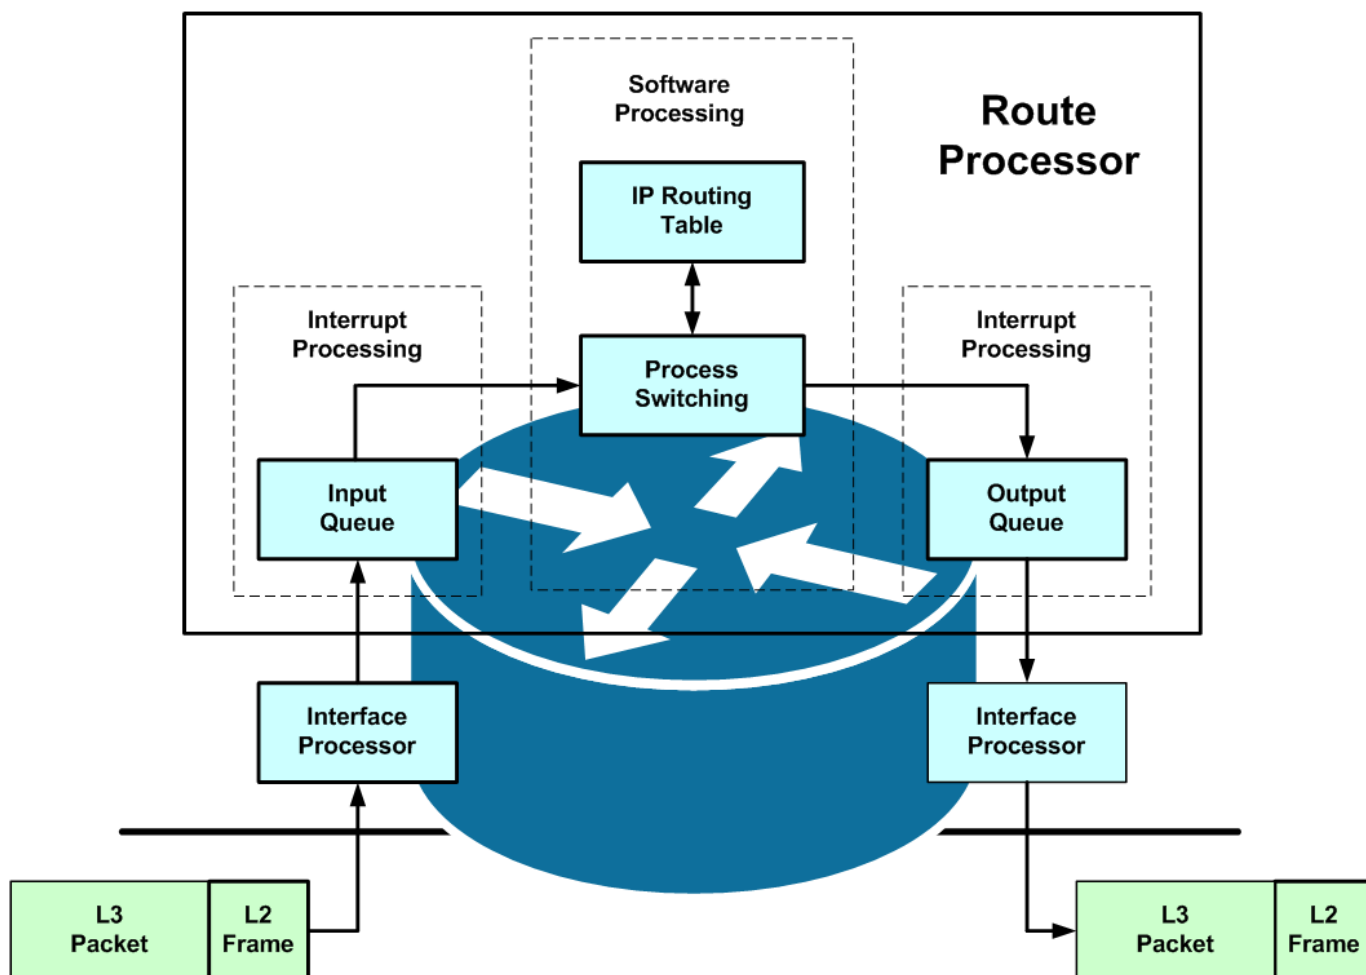 Software
Processing
Route
Processor
IP Routing
Table
Interrupt
Processing
Interrupt
Processing
Process
Switching
Input
Queue
Output
Queue
Interface
Processor
Interface
Processor
L3
Packet
L2
Frame
L3
Packet
L2
Frame